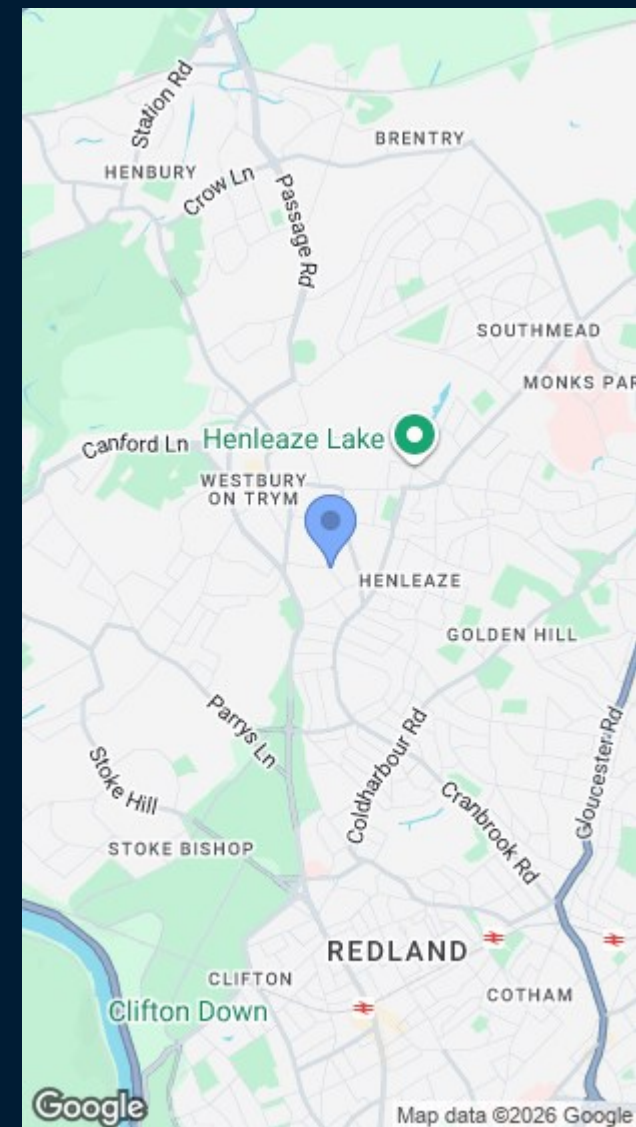 Station Rd
BRENTRY
HENBURY
Crow Ln
Passage Rd
SOUTHMEAD
MONKS PAR
Canford Ln
Henleaze Lake
WESTBURY
ON TRYM
HENLEAZE
GOLDEN HILL
Parrys Ln
Coldharbour Rd
Gloucester Rd
Stoke Hill
Cranbrook Rd
STOKE BISHOP
REDLAND
CLIFTON
COTHAM
Clifton Down
Google
Map data ©2026 Google